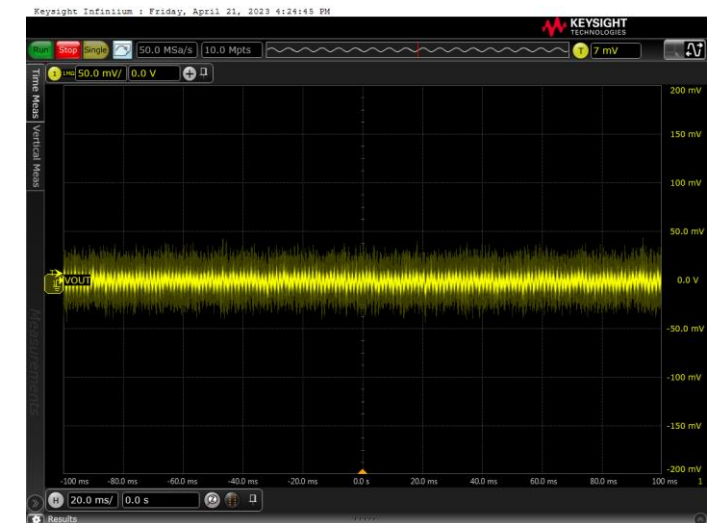 Keysight Infiniium : Friday, April 21, 2023 4:24:45 PM
KEYSIGHT
TECHNOLOGIES
Run Stop Single 50.0 MSa/s 10.0 Mpts T 7 mV
1 1MΩ 50.0 mV/ 0.0 V
Time Meas
Vertical Meas
Measurements
200 mV
150 mV
100 mV
50.0 mV
VOUT
0.0 V
-50.0 mV
-100 mV
-150 mV
-200 mV
-100 ms -80.0 ms -60.0 ms -40.0 ms -20.0 ms 0.0 s 20.0 ms 40.0 ms 60.0 ms 80.0 ms 100 ms 1
H 20.0 ms/ 0.0 s
Results